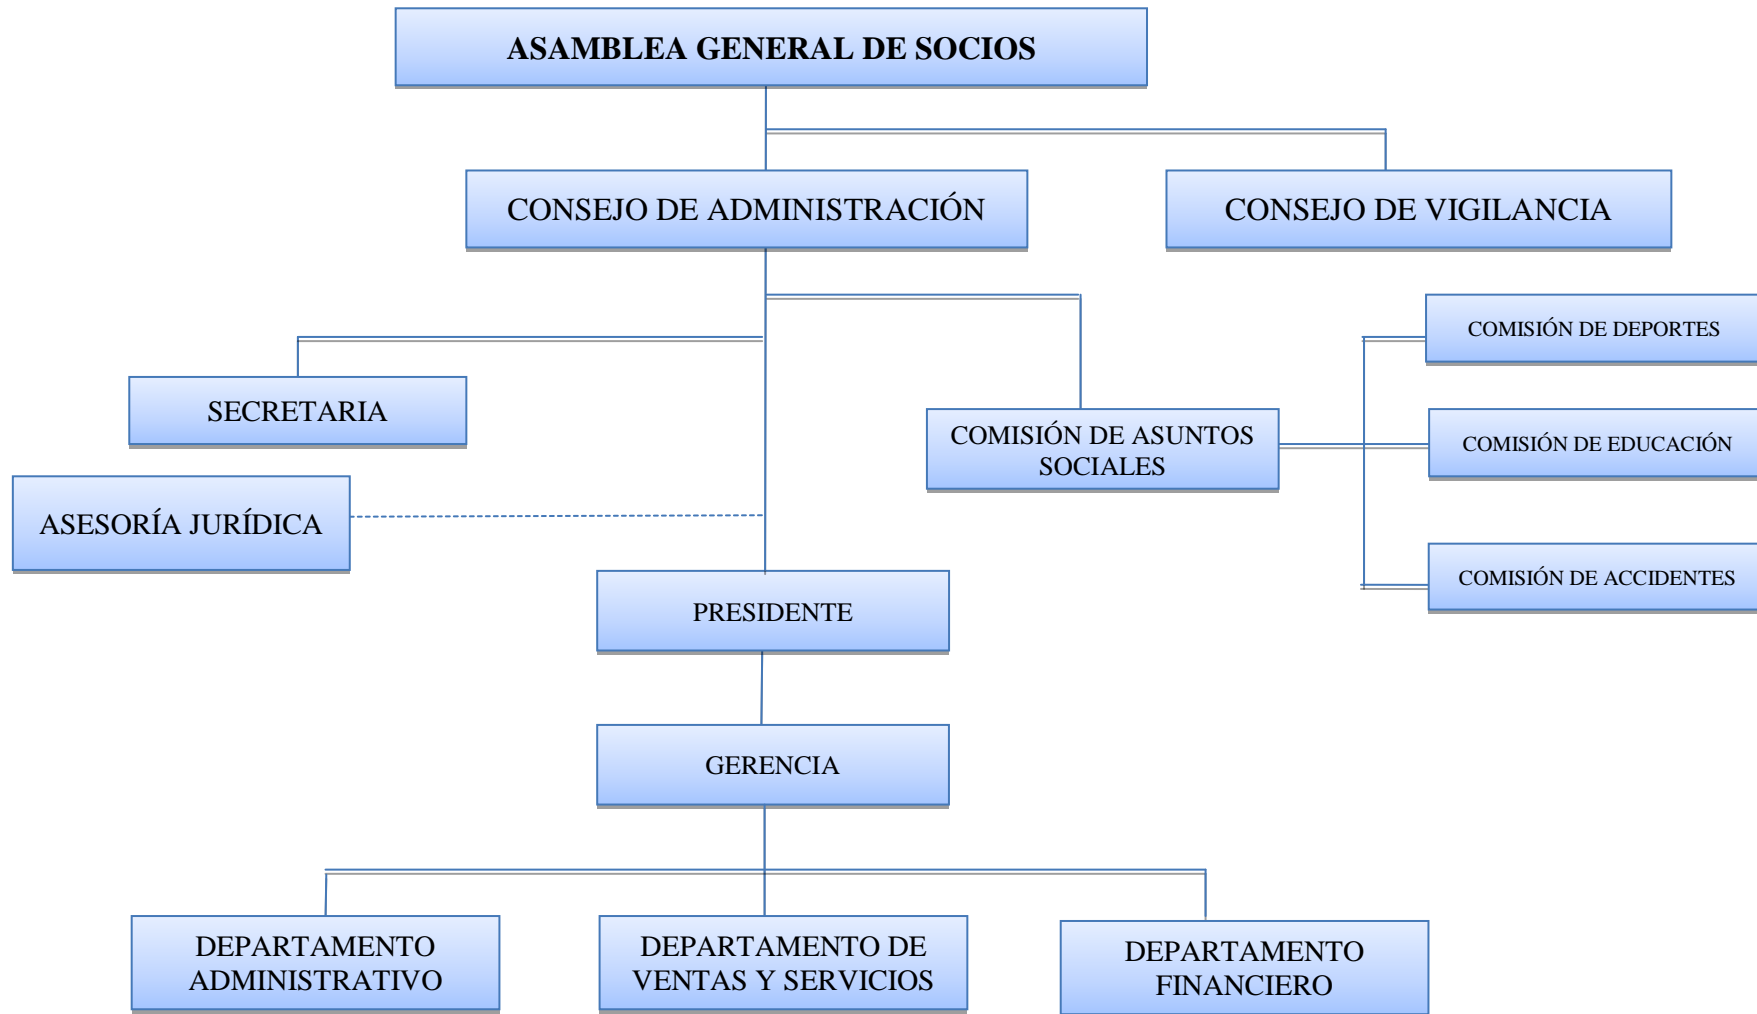 ASAMBLEA GENERAL DE SOCIOS
CONSEJO DE ADMINISTRACIÓN
CONSEJO DE VIGILANCIA
COMISIÓN DE DEPORTES
SECRETARIA
COMISIÓN DE ASUNTOS
SOCIALES
COMISIÓN DE EDUCACIÓN
ASESORÍA JURÍDICA
COMISIÓN DE ACCIDENTES
PRESIDENTE
GERENCIA
DEPARTAMENTO
ADMINISTRATIVO
DEPARTAMENTO DE
VENTAS Y SERVICIOS
DEPARTAMENTO
FINANCIERO